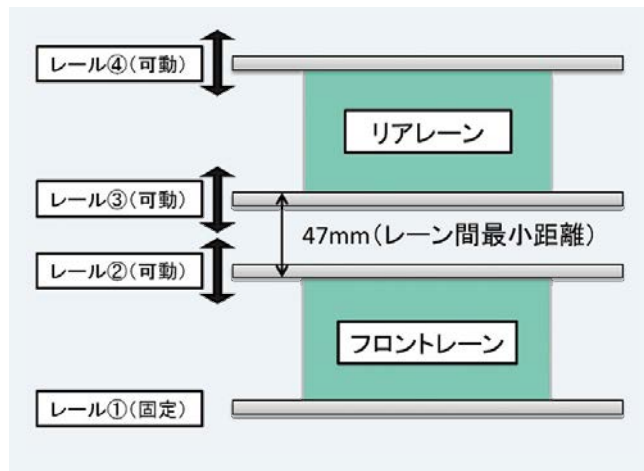 レール④(可動)
リアレーン
レール③(可動)
47mm(レーン間最小距離)
レール②(可動)
フロントレーン
レール①(固定)